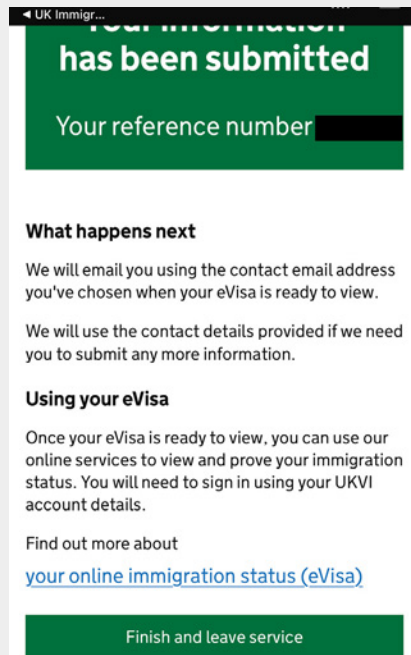 ◄ UK Immigr...
Your information
has been submitted
Your reference number
What happens next
We will email you using the contact email address
you've chosen when your eVisa is ready to view.
We will use the contact details provided if we need
you to submit any more information.
Using your eVisa
Once your eVisa is ready to view, you can use our
online services to view and prove your immigration
status. You will need to sign in using your UKVI
account details.
Find out more about
your online immigration status (eVisa)
Finish and leave service